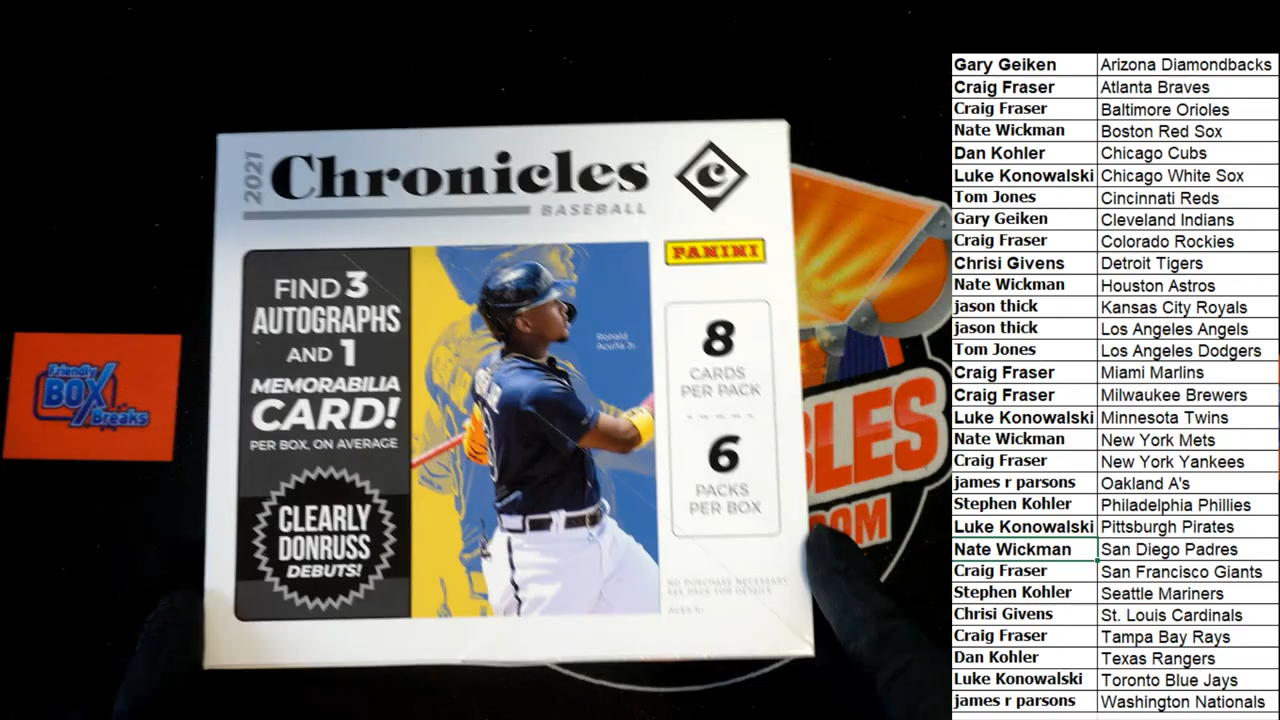 2021
Chronicles
BASEBALL
PANINI
FIND 3
AUTOGRAPHS
AND 1
MEMORABILIA
CARD!
PER BOX, ON AVERAGE
CLEARLY
DONRUSS
DEBUTS!
Ronald
Acuña Jr.
8
CARDS
PER PACK
6
PACKS
PER BOX
NO PURCHASE NECESSARY
SEE PACK FOR DETAILS
Friendly
BOX
Breaks
BLES
OM
Gary Geiken Arizona Diamondbacks
Craig Fraser Atlanta Braves
Craig Fraser Baltimore Orioles
Nate Wickman Boston Red Sox
Dan Kohler Chicago Cubs
Luke Konowalski Chicago White Sox
Tom Jones Cincinnati Reds
Gary Geiken Cleveland Indians
Craig Fraser Colorado Rockies
Chrisi Givens Detroit Tigers
Nate Wickman Houston Astros
jason thick Kansas City Royals
jason thick Los Angeles Angels
Tom Jones Los Angeles Dodgers
Craig Fraser Miami Marlins
Craig Fraser Milwaukee Brewers
Luke Konowalski Minnesota Twins
Nate Wickman New York Mets
Craig Fraser New York Yankees
james r parsons Oakland A's
Stephen Kohler Philadelphia Phillies
Luke Konowalski Pittsburgh Pirates
Nate Wickman San Diego Padres
Craig Fraser San Francisco Giants
Stephen Kohler Seattle Mariners
Chrisi Givens St. Louis Cardinals
Craig Fraser Tampa Bay Rays
Dan Kohler Texas Rangers
Luke Konowalski Toronto Blue Jays
james r parsons Washington Nationals